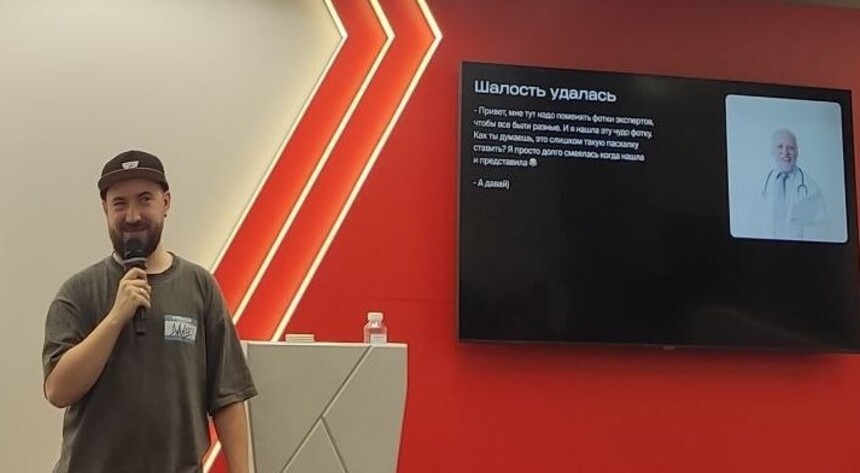 Шалость удалась
- Привет, мне тут надо поменять фотки экспертов,
чтобы все были разные. И я нашла эту чудо фотку.
Как ты думаешь, это слишком такую пасхалку
ставить? Я просто долго смеялась когда нашла
и представила
- А давай)